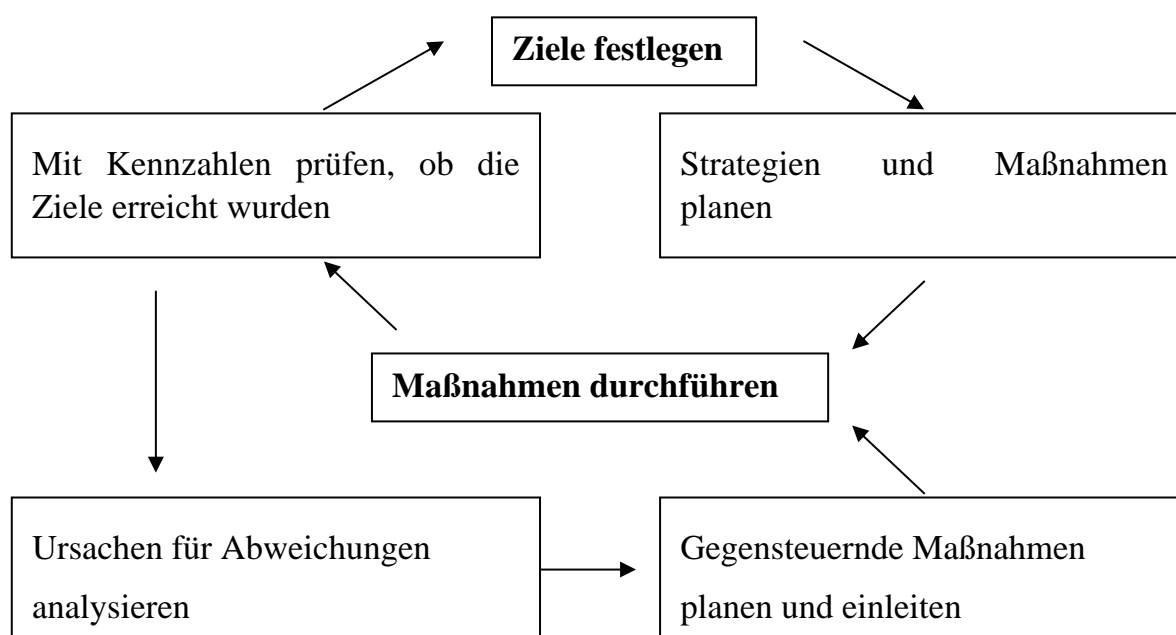 Ziele festlegen
Mit Kennzahlen prüfen, ob die
Ziele erreicht wurden
Strategien und Maßnahmen
planen
Maßnahmen durchführen
Ursachen für Abweichungen
analysieren
Gegensteuernde Maßnahmen
planen und einleiten